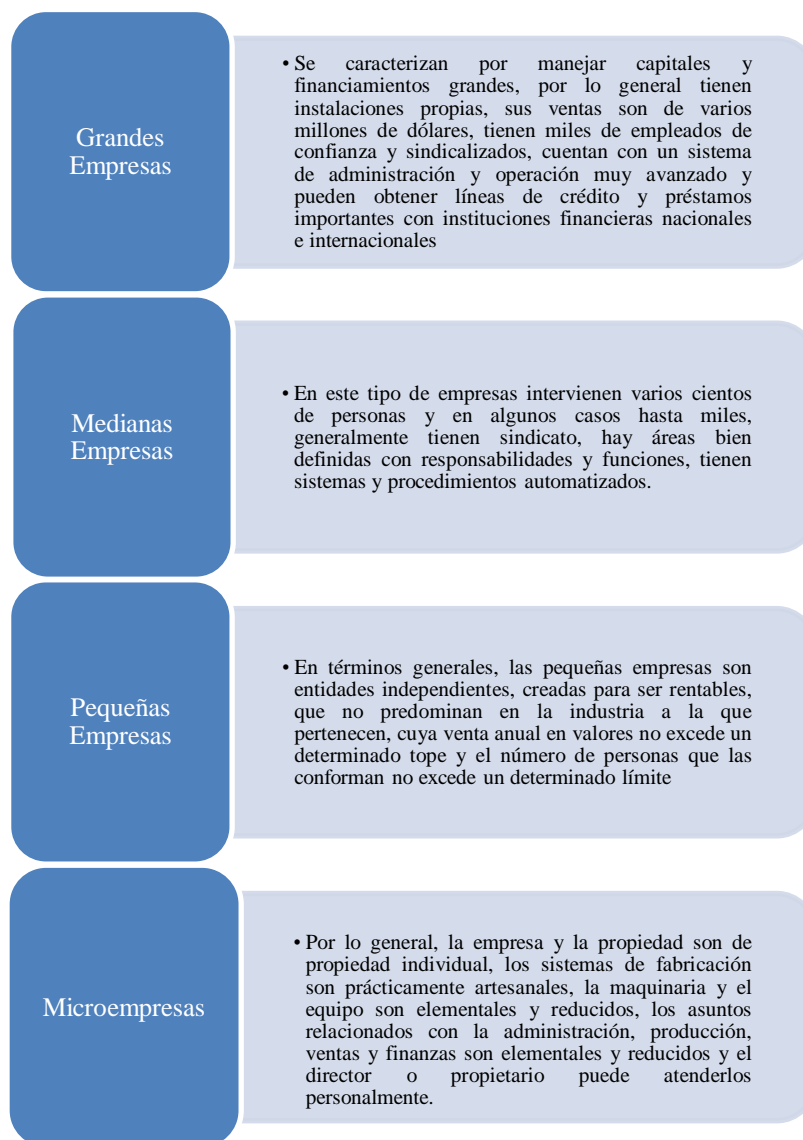 Grandes
Empresas
• Se caracterizan por manejar capitales y
financiamientos grandes, por lo general tienen
instalaciones propias, sus ventas son de varios
millones de dólares, tienen miles de empleados de
confianza y sindicalizados, cuentan con un sistema
de administración y operación muy avanzado y
pueden obtener líneas de crédito y préstamos
importantes con instituciones financieras nacionales
e internacionales
Medianas
Empresas
• En este tipo de empresas intervienen varios cientos
de personas y en algunos casos hasta miles,
generalmente tienen sindicato, hay áreas bien
definidas con responsabilidades y funciones, tienen
sistemas y procedimientos automatizados.
Pequeñas
Empresas
• En términos generales, las pequeñas empresas son
entidades independientes, creadas para ser rentables,
que no predominan en la industria a la que
pertenecen, cuya venta anual en valores no excede un
determinado tope y el número de personas que las
conforman no excede un determinado límite
Microempresas
• Por lo general, la empresa y la propiedad son de
propiedad individual, los sistemas de fabricación
son prácticamente artesanales, la maquinaria y el
equipo son elementales y reducidos, los asuntos
relacionados con la administración, producción,
ventas y finanzas son elementales y reducidos y el
director o propietario puede atenderlos
personalmente.